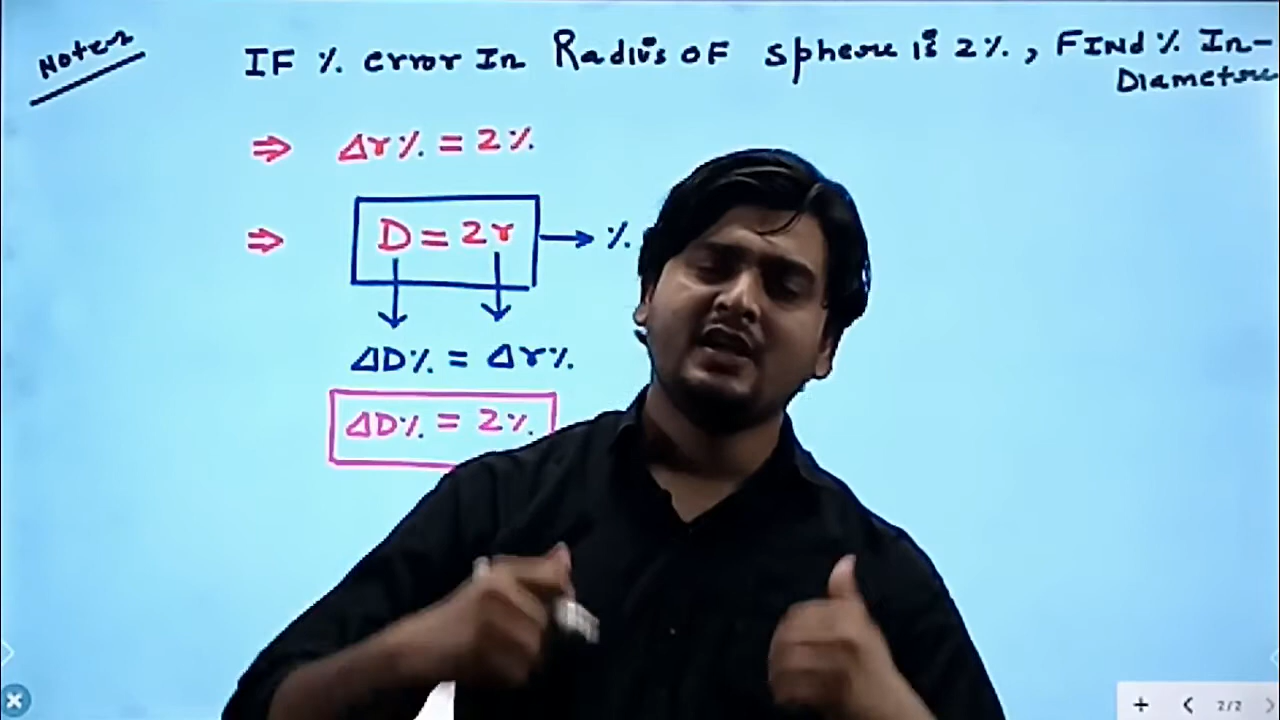 Note:→
IF % error In Radius OF sphere is 2%, FINd % In-
Diameter
⇒ Δr% = 2%
⇒ D = 2r → %
ΔD% = Δr%
ΔD% = 2%
2/2